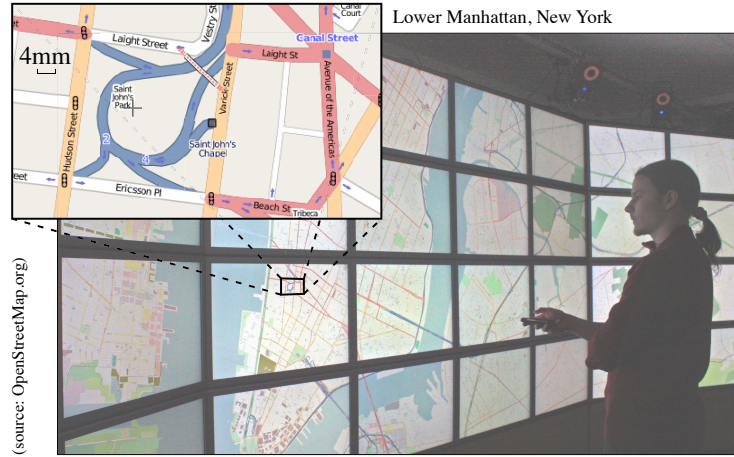 Lower Manhattan, New York
4mm
Laight Street
Vestry St
Canal
Court
Canal Street
Laight St
Saint
John's
Park
Varick Street
Avenue of the Americas
Hudson Street
Saint John's
Chapel
2
4
Ericsson Pl
Beach St
Tribeca
eet
(source: OpenStreetMap.org)